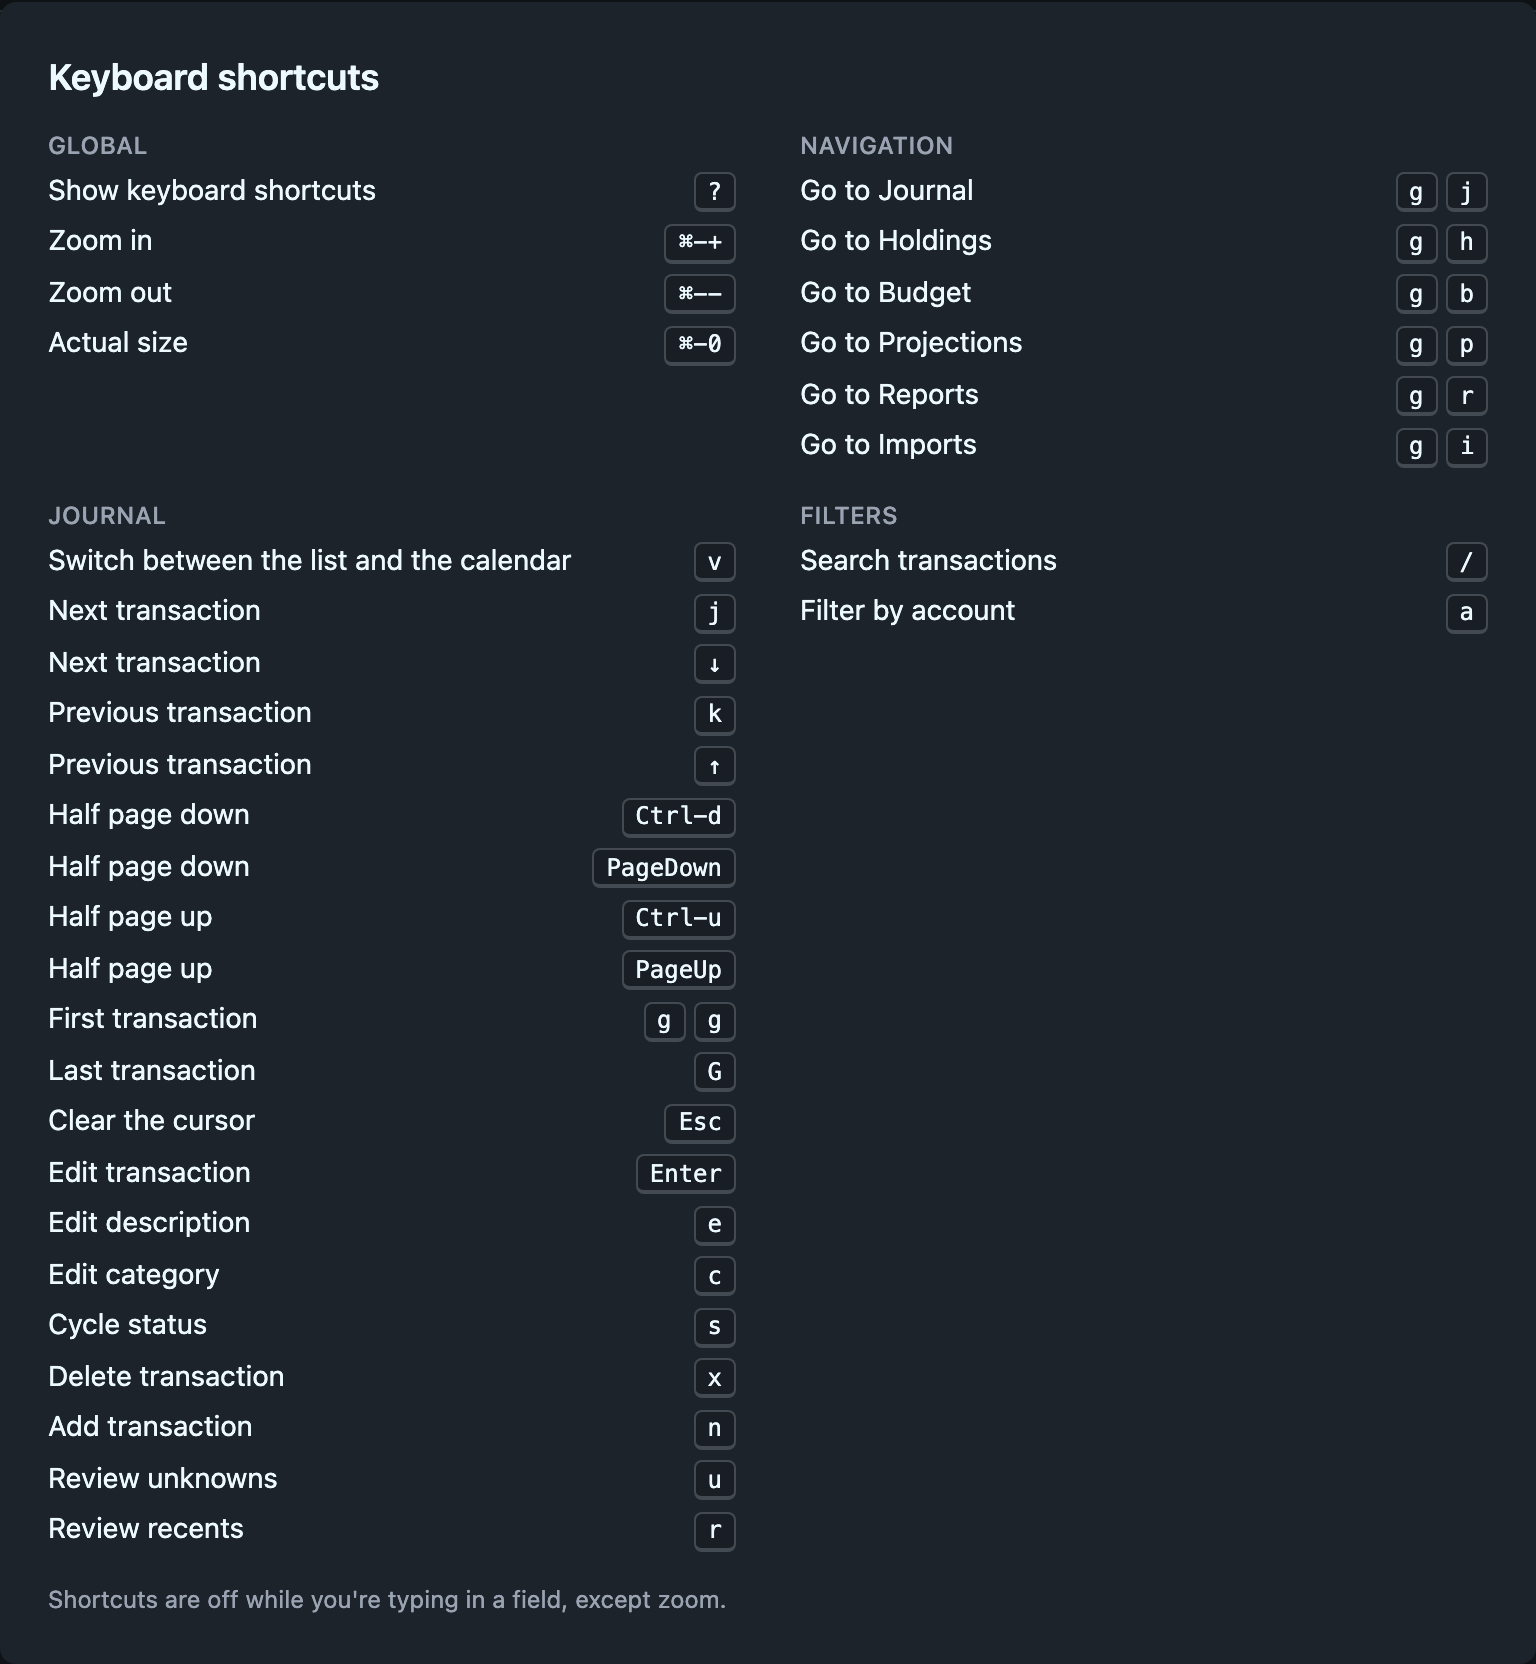 Keyboard shortcuts
GLOBAL
Show keyboard shortcuts ?
Zoom in ⌘−+
Zoom out ⌘−−
Actual size ⌘−0
NAVIGATION
Go to Journal g j
Go to Holdings g h
Go to Budget g b
Go to Projections g p
Go to Reports g r
Go to Imports g i
JOURNAL
Switch between the list and the calendar v
Next transaction j
Next transaction ↓
Previous transaction k
Previous transaction ↑
Half page down Ctrl−d
Half page down PageDown
Half page up Ctrl−u
Half page up PageUp
First transaction g g
Last transaction G
Clear the cursor Esc
Edit transaction Enter
Edit description e
Edit category c
Cycle status s
Delete transaction x
Add transaction n
Review unknowns u
Review recents r
FILTERS
Search transactions /
Filter by account a
Shortcuts are off while you're typing in a field, except zoom.